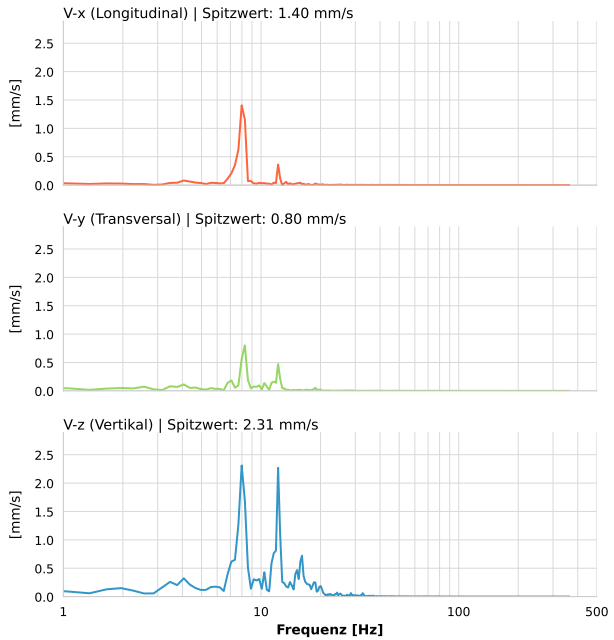 V-x (Longitudinal) | Spitzwert: 1.40 mm/s
2.5
2.0
1.5
1.0
0.5
0.0
[mm/s]
V-y (Transversal) | Spitzwert: 0.80 mm/s
2.5
2.0
1.5
1.0
0.5
0.0
[mm/s]
V-z (Vertikal) | Spitzwert: 2.31 mm/s
2.5
2.0
1.5
1.0
0.5
0.0
[mm/s]
1 10 100 500
Frequenz [Hz]